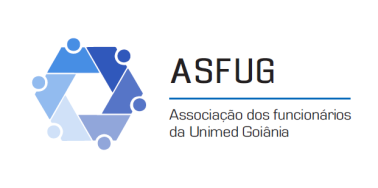 ASFUG
Associação dos funcionários
da Unimed Goiânia